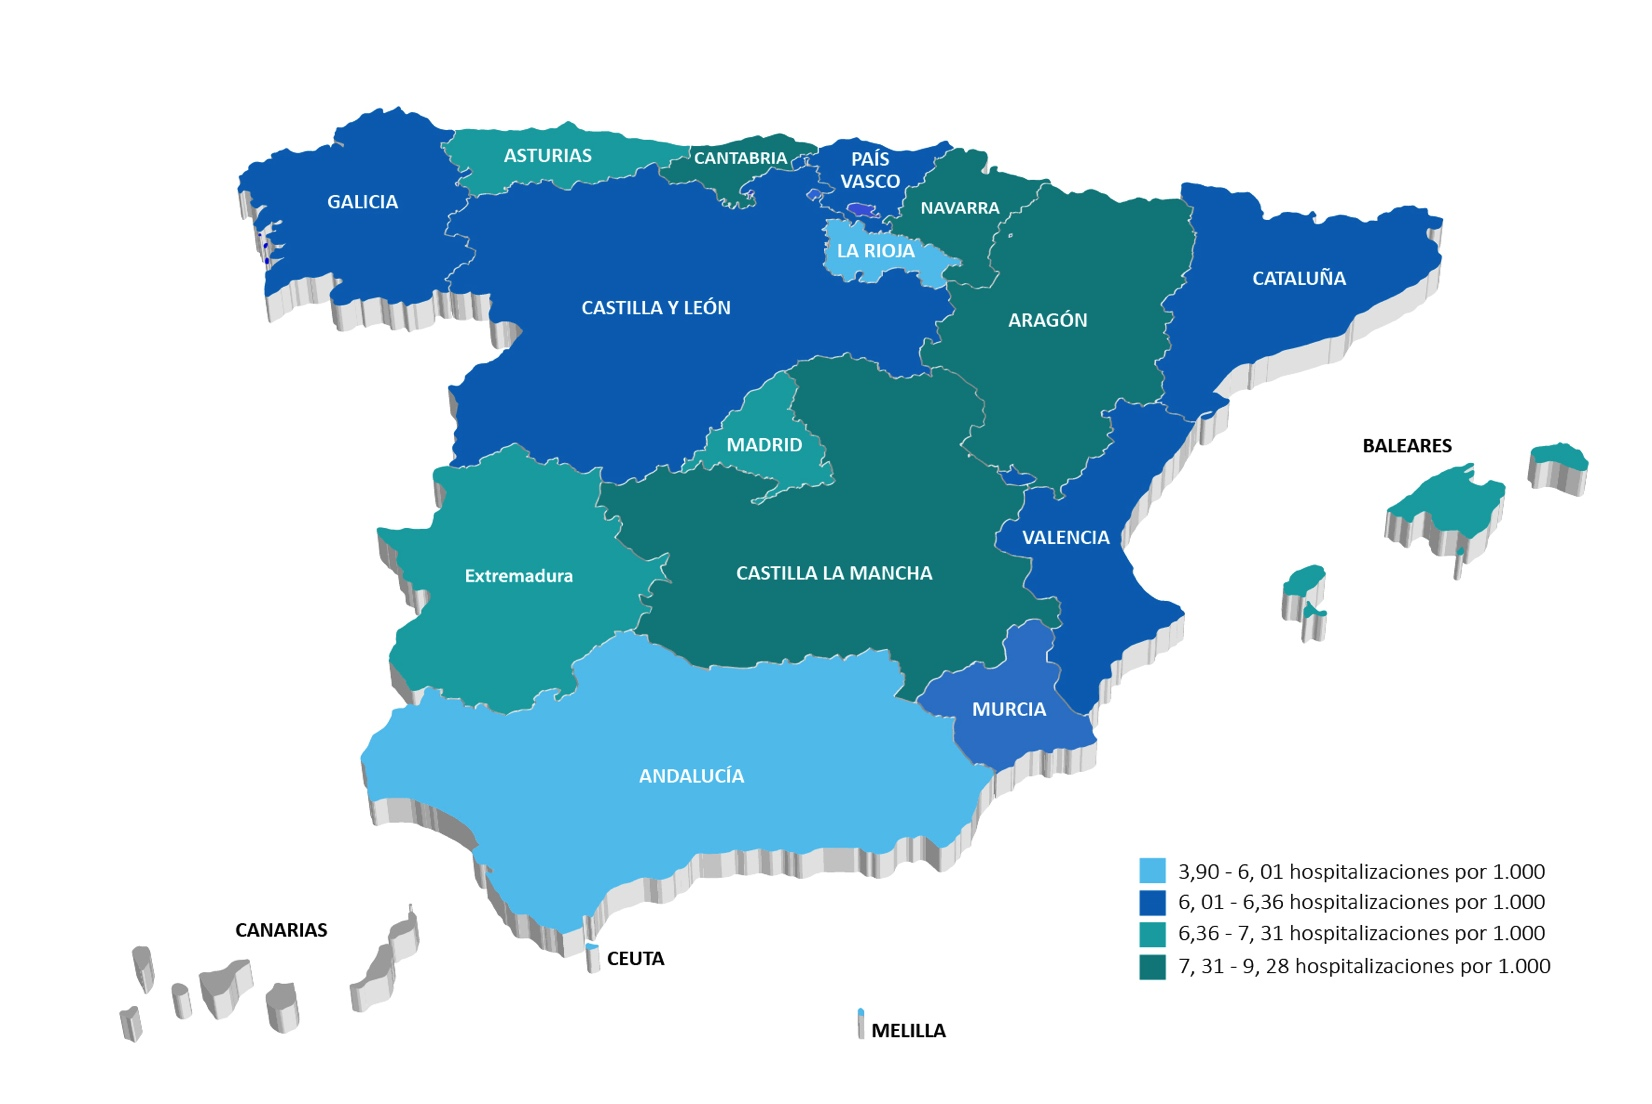 ASTURIAS
CANTABRIA
PAÍS
VASCO
GALICIA
NAVARRA
LA RIOJA
CATALUÑA
CASTILLA Y LEÓN
ARAGÓN
MADRID
BALEARES
VALENCIA
Extremadura
CASTILLA LA MANCHA
MURCIA
ANDALUCÍA
3,90 - 6, 01 hospitalizaciones por 1.000
6, 01 - 6,36 hospitalizaciones por 1.000
6,36 - 7, 31 hospitalizaciones por 1.000
7, 31 - 9, 28 hospitalizaciones por 1.000
CANARIAS
CEUTA
MELILLA